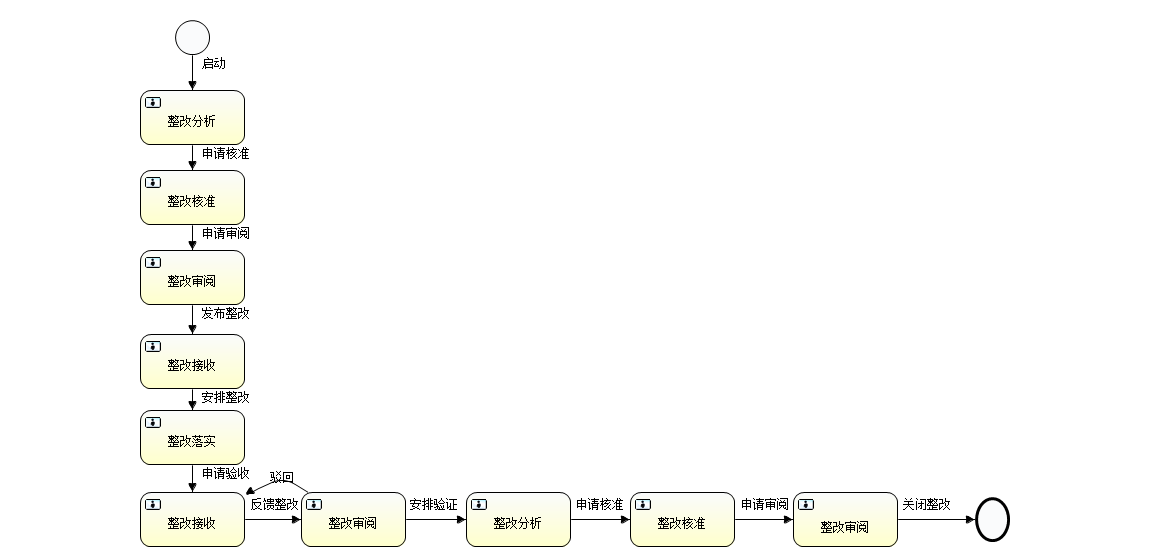 启动
整改分析
申请核准
整改核准
申请审阅
整改审阅
发布整改
整改接收
安排整改
整改落实
申请验收
驳回
整改接收
反馈整改
整改审阅
安排验证
整改分析
申请核准
整改核准
申请审阅
整改审阅
关闭整改